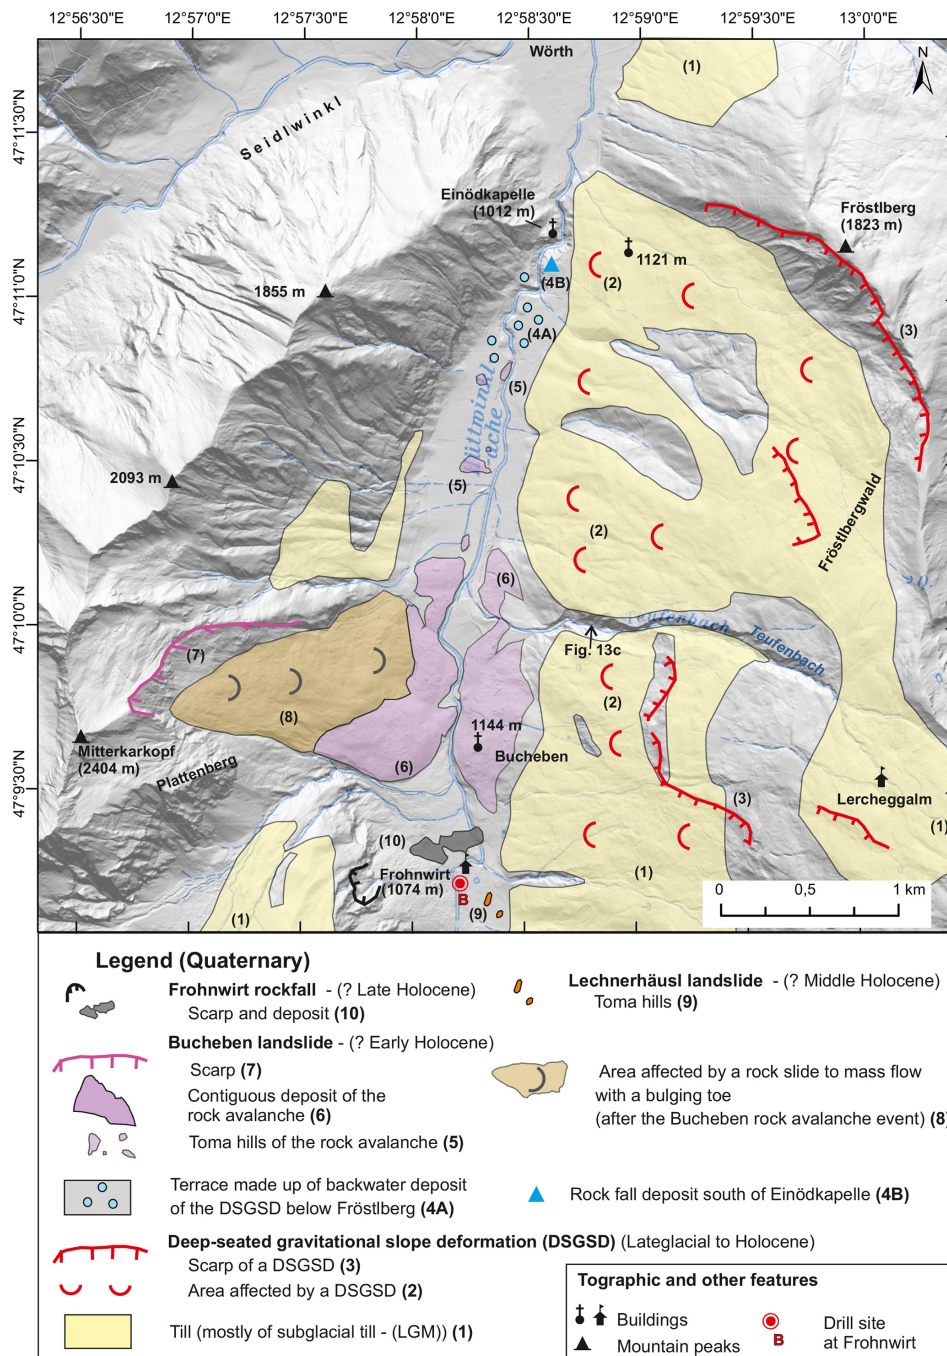 12°56'3.6"E 12°57'0"E 12°57'60"E 12°58'0"E 12°58'3.6"E 12°59'0"E 12°59'3.6"E 13°00'0"E
47°11'30"N
47°11'0"N
47°10'30"N
47°10'0"N
47°9'30"N
Wörth
(1)
N
Seidlwinkl
Einödkapelle
(1012 m)
Fröstlberg
(1823 m)
1121 m
(2)
(4B)
1855 m
(3)
(4A)
(5)
2093 m
(5)
(2)
Fröstlbergwald
(6)
Teufenbach
Teufenbach
Fig. 13c
(7)
(2)
(8)
1144 m
Bucheben
Mitterkarkopf
(2404 m)
Plattenberg
(6)
Lercheggalm
(3)
(1)
(10)
Frohnwirt
(1074 m)
B
(9)
(1)
(1)
0 0,5 1 km
Legend (Quaternary)
Frohnwirt rockfall - (? Late Holocene)
Scarp and deposit (10)
Bucheben landslide - (? Early Holocene)
Scarp (7)
Contiguous deposit of the
rock avalanche (6)
Toma hills of the rock avalanche (5)
Terrace made up of backwater deposit
of the DSGSD below Fröstlberg (4A)
Lechnerhäusl landslide - (? Middle Holocene)
Toma hills (9)
Area affected by a rock slide to mass flow
with a bulging toe
(after the Bucheben rock avalanche event) (8)
Rock fall deposit south of Einödkapelle (4B)
Deep-seated gravitational slope deformation (DSGSD) (Lateglacial to Holocene)
Scarp of a DSGSD (3)
Area affected by a DSGSD (2)
Till (mostly of subglacial till - (LGM)) (1)
Tographic and other features
Buildings
Mountain peaks
Drill site
at Frohnwirt
B